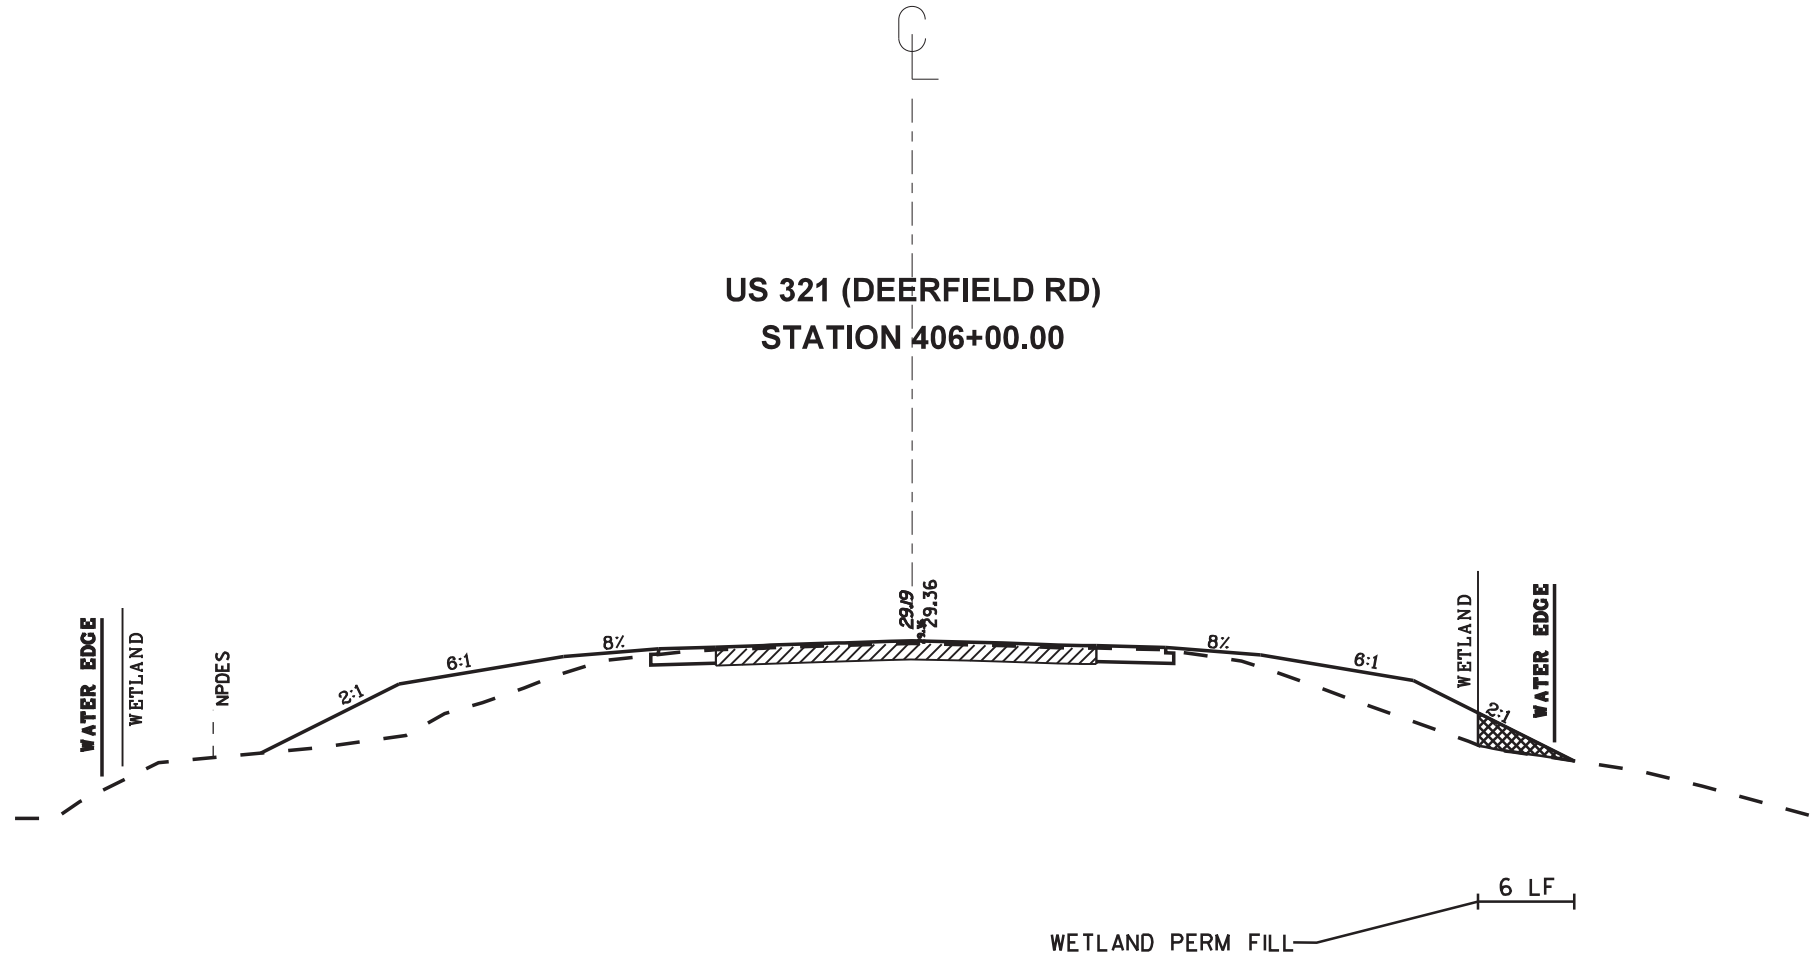 CL
US 321 (DEERFIELD RD)
STATION 406+00.00
29.19
29.36
WATER EDGE
WETLAND
NPDES
2:1
6:1
8%
8%
6:1
WETLAND
2:1
WATER EDGE
6 LF
WETLAND PERM FILL